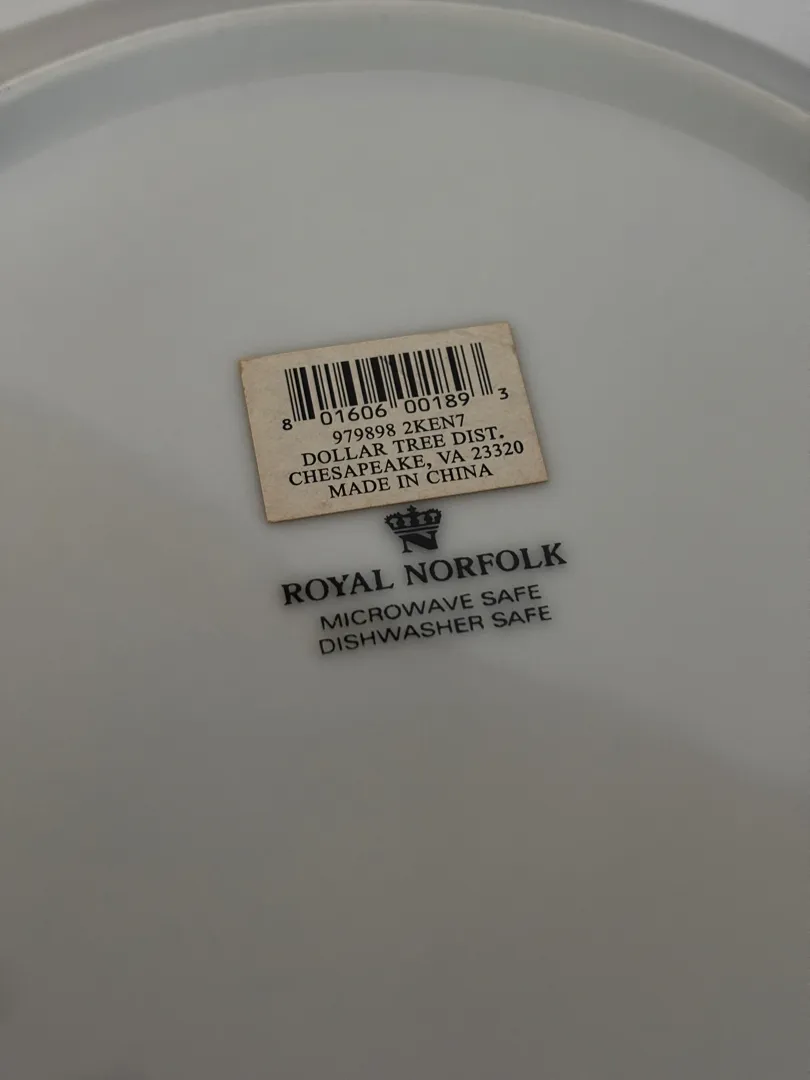 8 01606 00189 3
979898 2KEN7
DOLLAR TREE DIST.
CHESAPEAKE, VA 23320
MADE IN CHINA
N
ROYAL NORFOLK
MICROWAVE SAFE
DISHWASHER SAFE